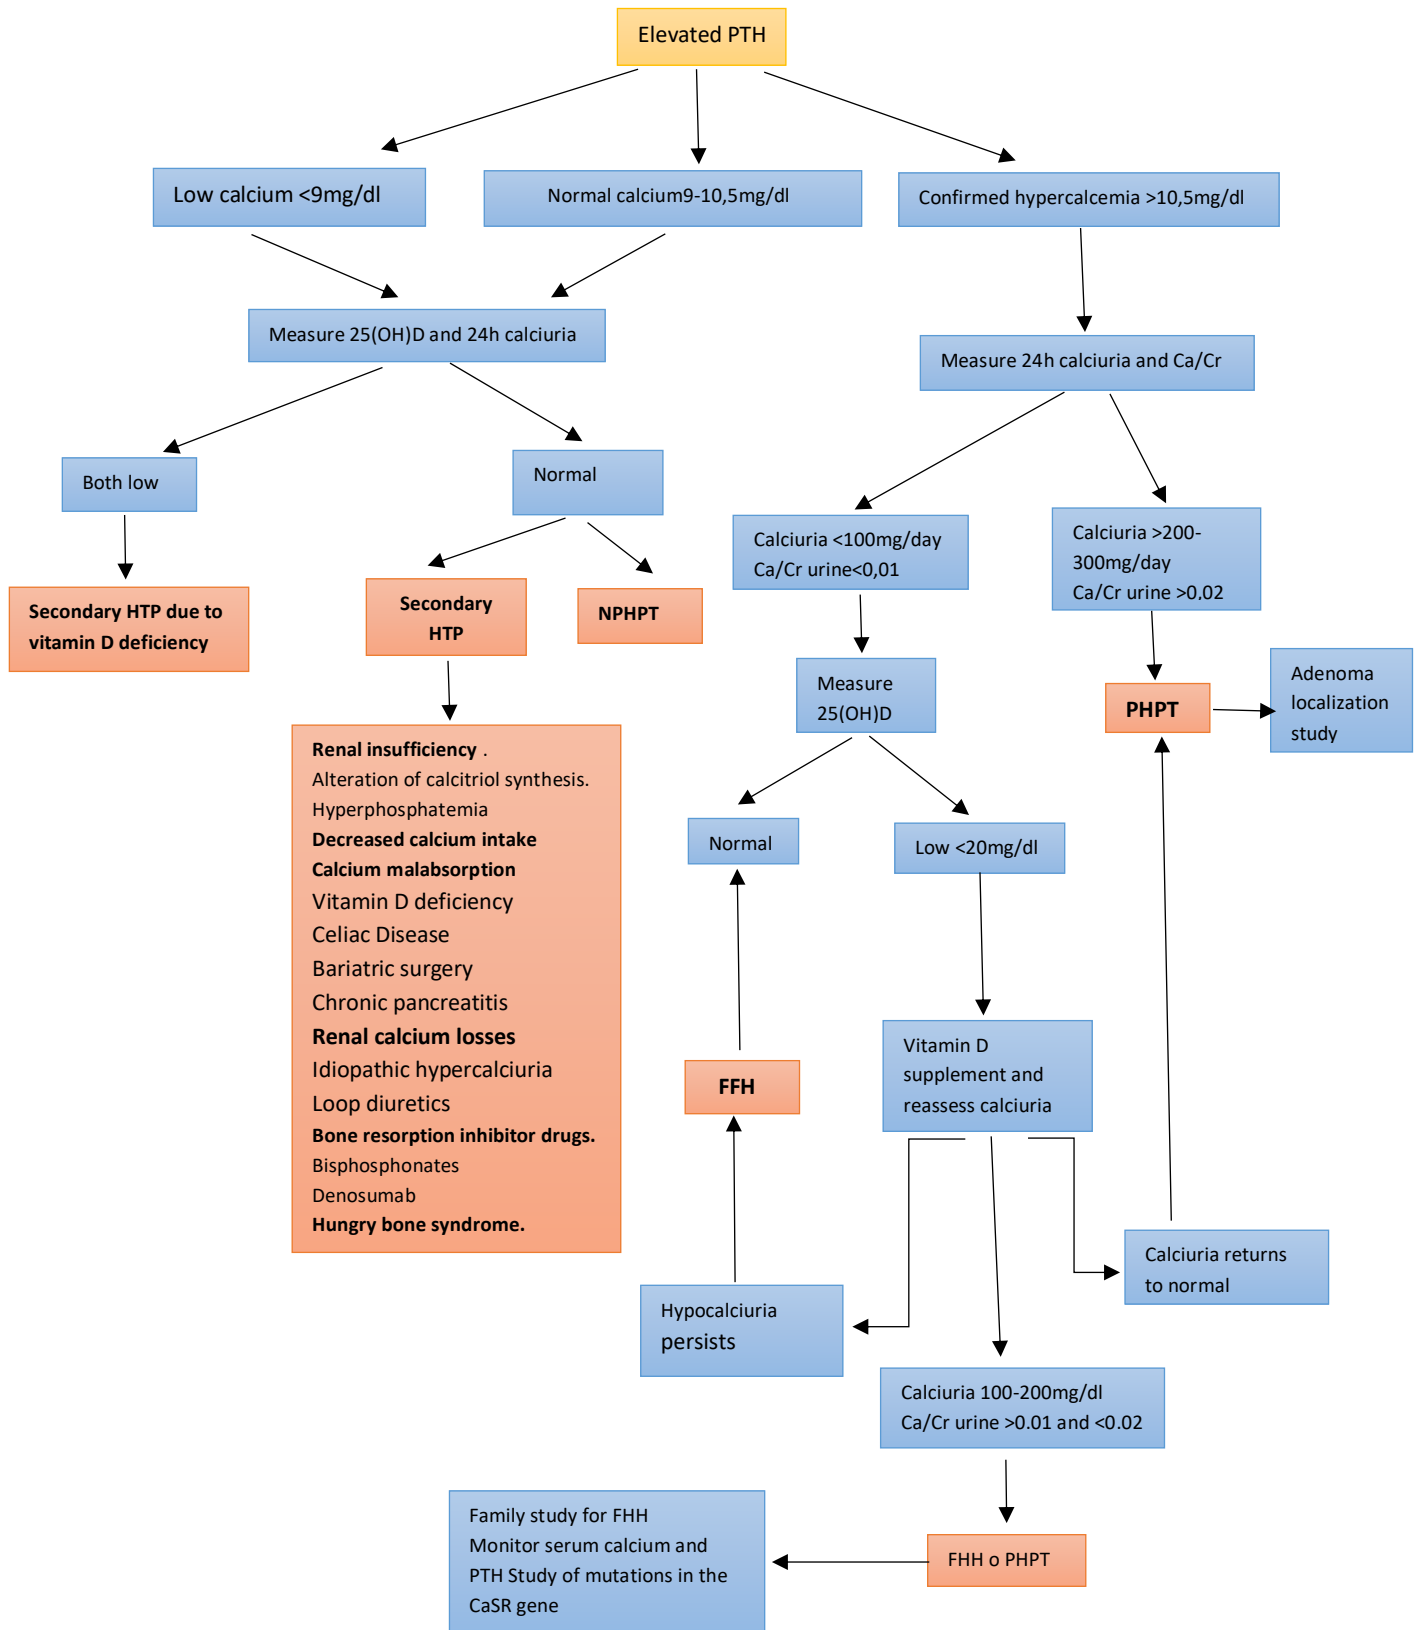 Elevated PTH
Low calcium <9mg/dl
Normal calcium9-10,5mg/dl
Confirmed hypercalcemia >10,5mg/dl
Measure 25(OH)D and 24h calciuria
Measure 24h calciuria and Ca/Cr
Both low
Normal
Calciuria <100mg/day
Ca/Cr urine<0,01
Calciuria >200-
300mg/day
Ca/Cr urine >0,02
Secondary HTP due to
vitamin D deficiency
Secondary
HTP
NPHPT
Measure
25(OH)D
PHPT
Adenoma
localization
study
Renal insufficiency .
Alteration of calcitriol synthesis.
Hyperphosphatemia
Decreased calcium intake
Calcium malabsorption
Vitamin D deficiency
Celiac Disease
Bariatric surgery
Chronic pancreatitis
Renal calcium losses
Idiopathic hypercalciuria
Loop diuretics
Bone resorption inhibitor drugs.
Bisphosphonates
Denosumab
Hungry bone syndrome.
Normal
Low <20mg/dl
FFH
Vitamin D
supplement and
reassess calciuria
Hypocalciuria
persists
Calciuria returns
to normal
Calciuria 100-200mg/dl
Ca/Cr urine >0.01 and <0.02
Family study for FHH
Monitor serum calcium and
PTH Study of mutations in the
CaSR gene
FHH o PHPT